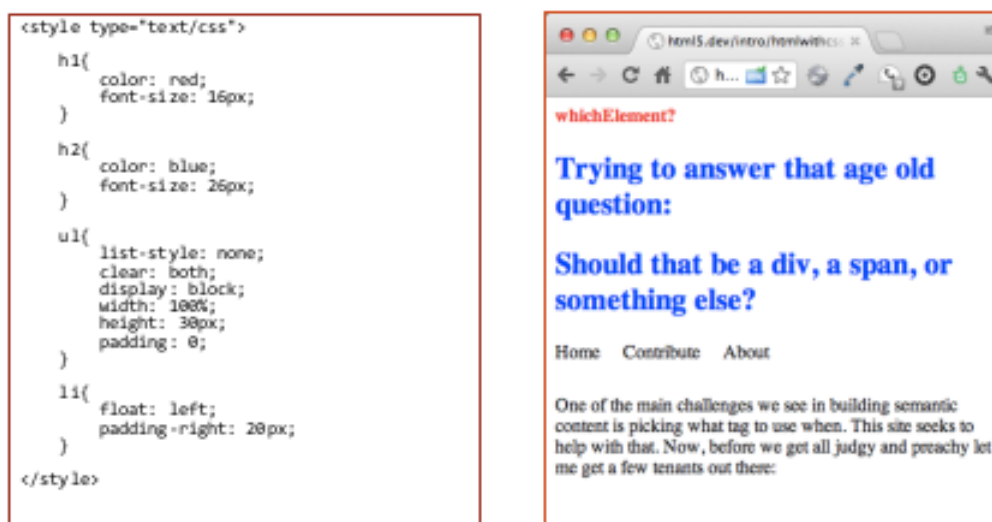 <style type="text/css">
h1{
color: red;
font-size: 16px;
}
h2{
color: blue;
font-size: 26px;
}
ul{
list-style: none;
clear: both;
display: block;
width: 100%;
height: 30px;
padding: 0;
}
li{
float: left;
padding-right: 20px;
}
</style>
html5.dev/intro/htmlwithcss
h...
whichElement?
Trying to answer that age old
question:
Should that be a div, a span, or
something else?
Home Contribute About
One of the main challenges we see in building semantic
content is picking what tag to use when. This site seeks to
help with that. Now, before we get all judgy and preachy let
me get a few tenants out there: